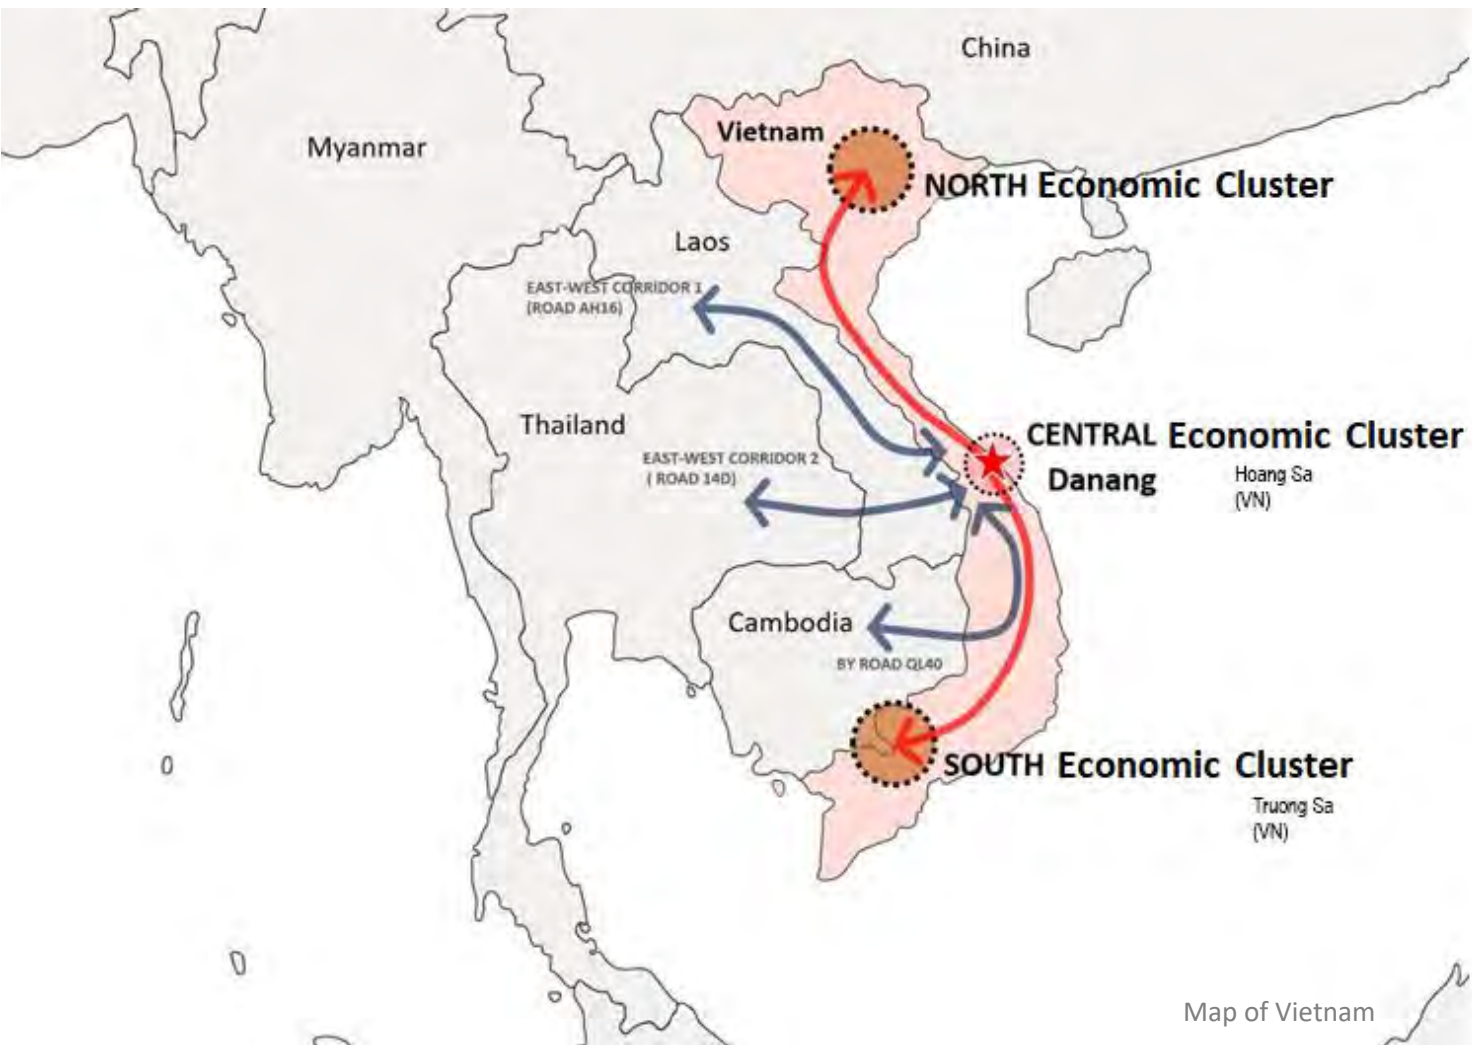 China
Myanmar
Vietnam
NORTH Economic Cluster
Laos
EAST-WEST CORRIDOR 1
(ROAD AH16)
Thailand
CENTRAL Economic Cluster
Danang
Hoang Sa
(VN)
EAST-WEST CORRIDOR 2
( ROAD 14D)
Cambodia
BY ROAD QL40
SOUTH Economic Cluster
Truong Sa
(VN)
Map of Vietnam